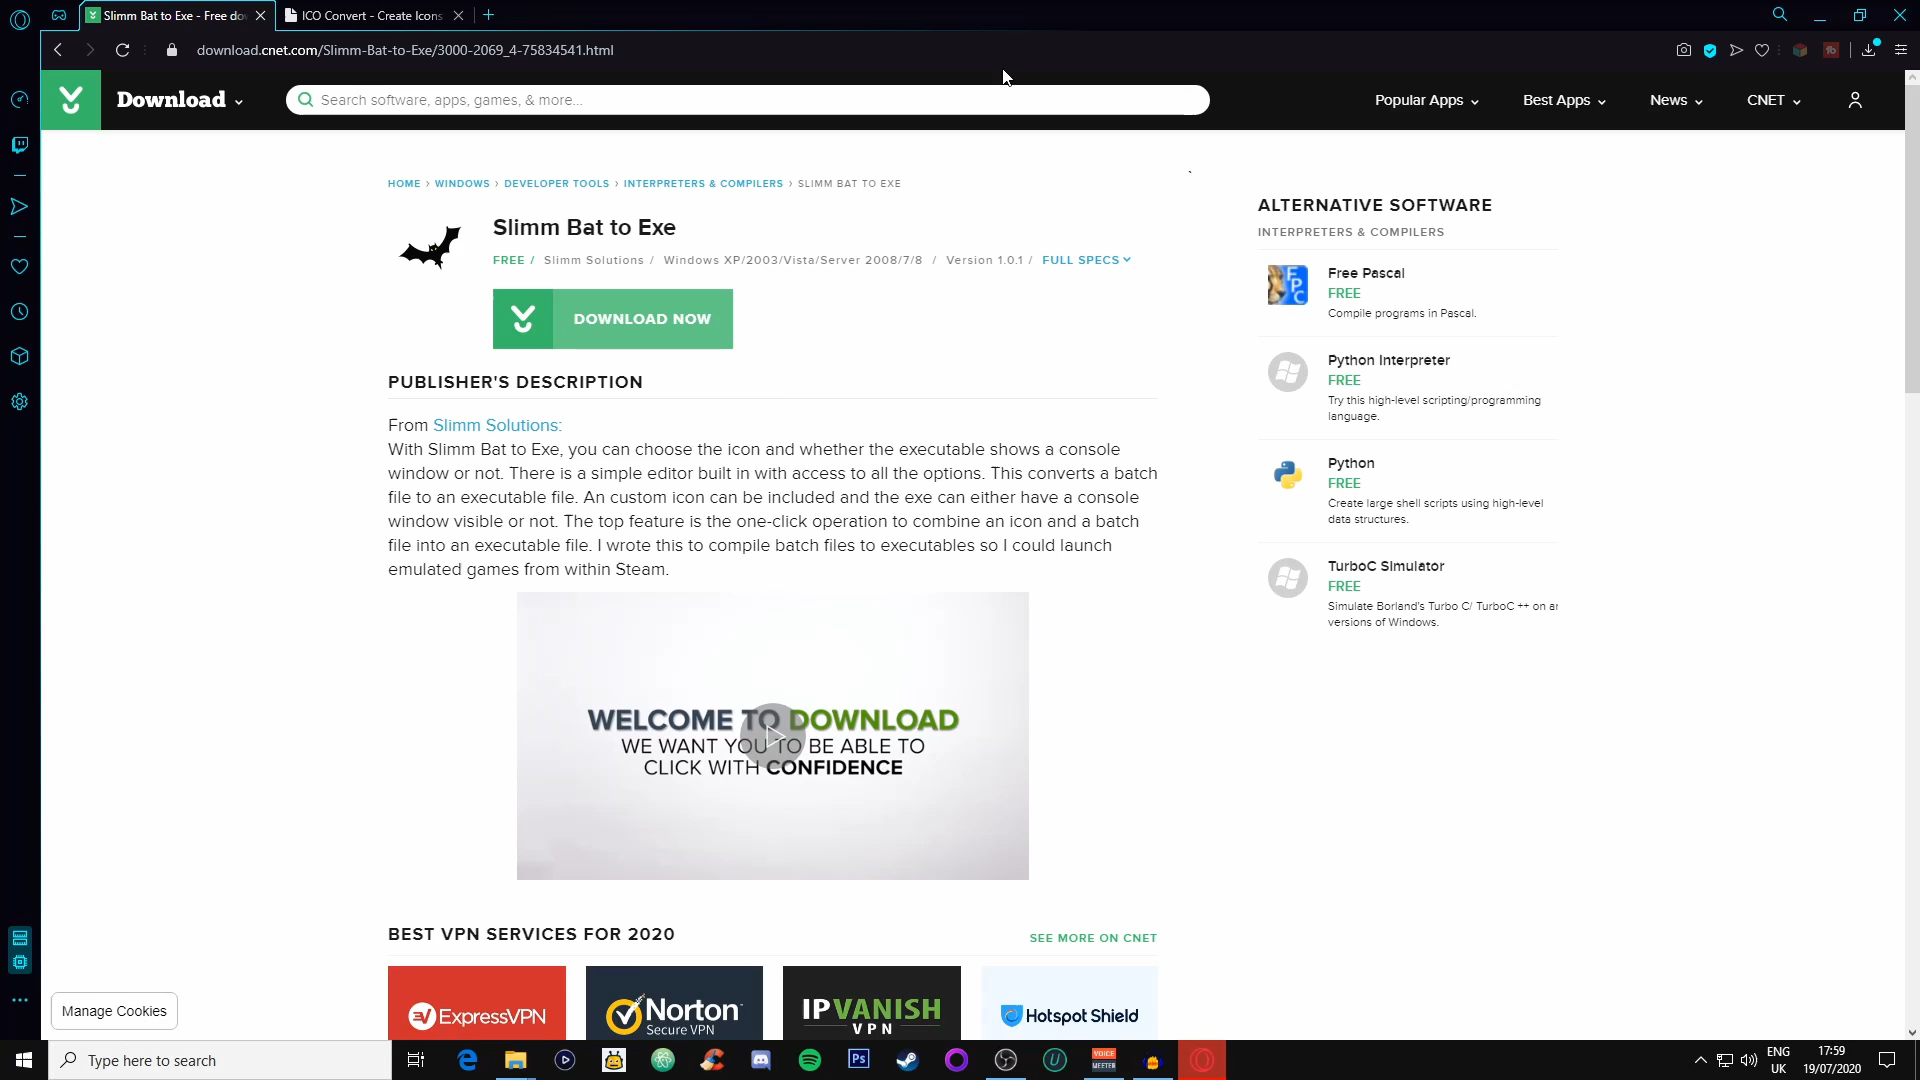 Slimm Bat to Exe - Free dow
ICO Convert - Create Icons
download.cnet.com/Slimm-Bat-to-Exe/3000-2069_4-75834541.html
Download
Search software, apps, games, & more...
Popular Apps
Best Apps
News
CNET
HOME > WINDOWS > DEVELOPER TOOLS > INTERPRETERS & COMPILERS > SLIMM BAT TO EXE
Slimm Bat to Exe
FREE / Slimm Solutions / Windows XP/2003/Vista/Server 2008/7/8 / Version 1.0.1 / FULL SPECS
DOWNLOAD NOW
PUBLISHER'S DESCRIPTION
From Slimm Solutions:
With Slimm Bat to Exe, you can choose the icon and whether the executable shows a console
window or not. There is a simple editor built in with access to all the options. This converts a batch
file to an executable file. An custom icon can be included and the exe can either have a console
window visible or not. The top feature is the one-click operation to combine an icon and a batch
file into an executable file. I wrote this to compile batch files to executables so I could launch
emulated games from within Steam.
WELCOME TO DOWNLOAD
WE WANT YOU TO BE ABLE TO
CLICK WITH CONFIDENCE
BEST VPN SERVICES FOR 2020
SEE MORE ON CNET
ExpressVPN
Norton
Secure VPN
IPVANISH
VPN
Hotspot Shield
ALTERNATIVE SOFTWARE
INTERPRETERS & COMPILERS
FPC
Free Pascal
FREE
Compile programs in Pascal.
Python Interpreter
FREE
Try this high-level scripting/programming
language.
Python
FREE
Create large shell scripts using high-level
data structures.
TurboC Simulator
FREE
Simulate Borland's Turbo C/ TurboC ++ on
versions of Windows.
Manage Cookies
Type here to search
Ps
VOICE
MEETER
ENG
UK
17:59
19/07/2020